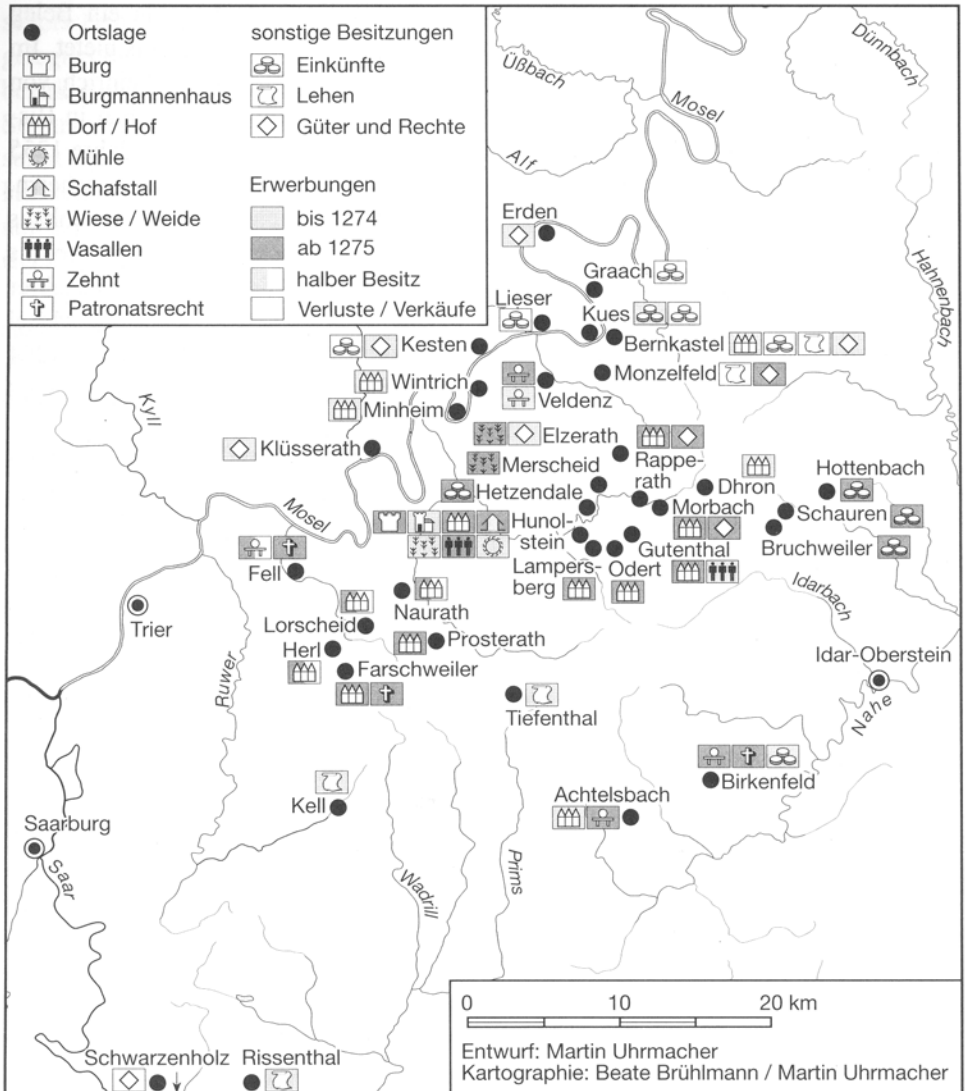 Ortslage
Burg
Burgmannenhaus
Dorf / Hof
Mühle
Schafstall
Wiese / Weide
Vasallen
Zehnt
Patronatsrecht
sonstige Besitzungen
Einkünfte
Lehen
Güter und Rechte
Erwerbungen
bis 1274
ab 1275
halber Besitz
Verluste / Verkäufe
Üßbach
Dünnbach
Mosel
Alf
Erden
Graach
Hahnenbach
Lieser
Kues
Kesten
Bernkastel
Wintrich
Monzelfeld
Minheim
Veldenz
Kyll
Klüsserath
Elzerath
Merscheid
Rappe-
rath
Hetzendale
Dhron
Hottenbach
Mosel
Hunol-
stein
Morbach
Schauren
Gutenthal
Bruchweiler
Lampers-
berg
Odert
Fell
Naurath
Idarbach
Trier
Lorscheid
Prosterath
Herl
Farschweiler
Idar-Oberstein
Ruwer
Tiefenthal
Nahe
Birkenfeld
Kell
Achtelsbach
Saarburg
Saar
Wadrill
Prims
0 10 20 km
Entwurf: Martin Uhrmacher
Kartographie: Beate Brühlmann / Martin Uhrmacher
Schwarzenholz
Rissenthal